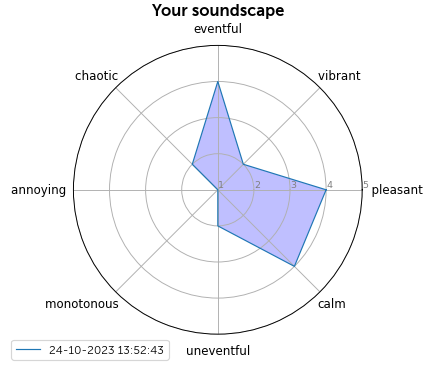 Your soundscape
eventful
chaotic
vibrant
annoying
1 2 3 4 5
pleasant
monotonous
calm
uneventful
24-10-2023 13:52:43